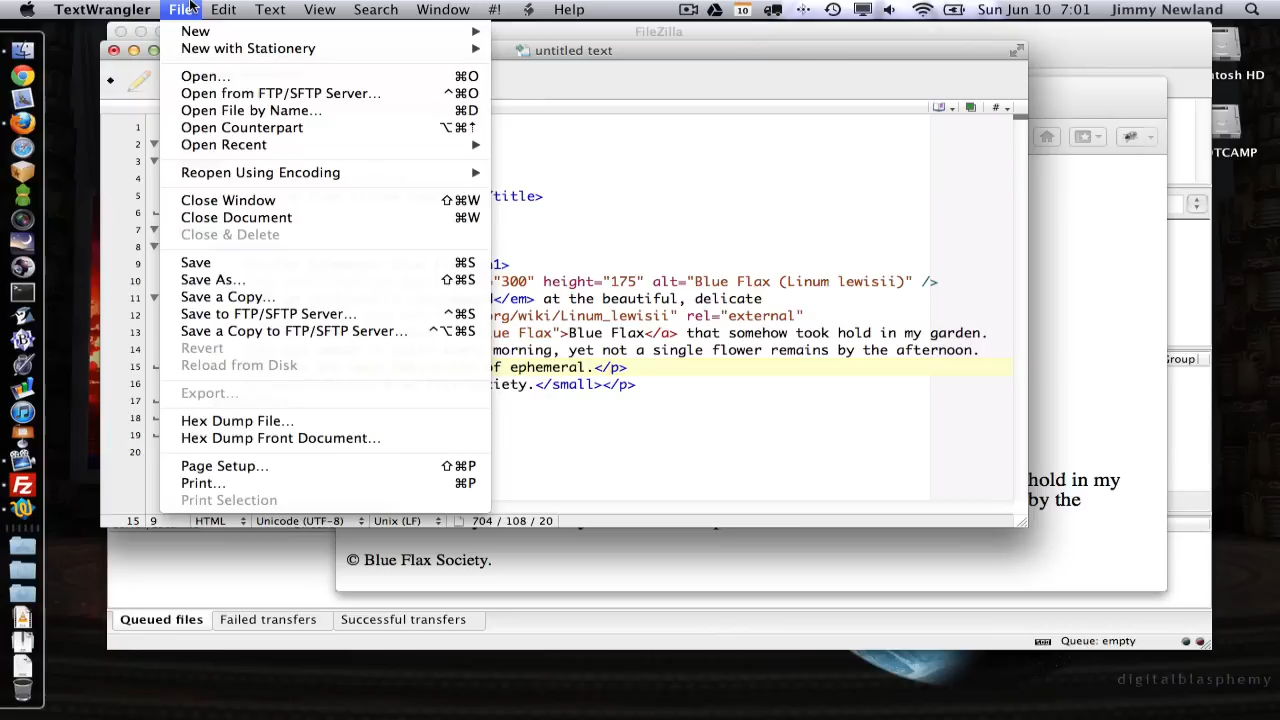 TextWrangler File Edit Text View Search Window #! Help 10 Sun Jun 10 7:01 Jimmy Newland
FileZilla
untitled text
New
New with Stationery
Open... ⌘O
Open from FTP/SFTP Server... ^⌘O
Open File by Name... ⌘D
Open Counterpart ⌥⌘↑
Open Recent
Reopen Using Encoding
Close Window ⇧⌘W
Close Document ⌘W
Close & Delete
Save ⌘S
Save As... ⇧⌘S
Save a Copy...
Save to FTP/SFTP Server... ^⌘S
Save a Copy to FTP/SFTP Server... ^⌥⌘S
Revert
Reload from Disk
Export...
Hex Dump File...
Hex Dump Front Document...
Page Setup... ⇧⌘P
Print... ⌘P
Print Selection
#
1
2
3
4
5 /title>
6
7
8
9 h1>
10 "300" height="175" alt="Blue Flax (Linum lewisii)" />
11 </em> at the beautiful, delicate
12 org/wiki/Linum_lewisii" rel="external"
13 Blue Flax">Blue Flax</a> that somehow took hold in my garden.
14 morning, yet not a single flower remains by the afternoon.
15 of ephemeral.</p>
16 ciety.</small></p>
17
18
19
20
15 9 HTML Unicode (UTF-8) Unix (LF) 704 / 108 / 20
hold in my
by the
© Blue Flax Society.
Group
Queued files Failed transfers Successful transfers
Queue: empty
ntosh HD
OTCAMP
digitalblasphemy